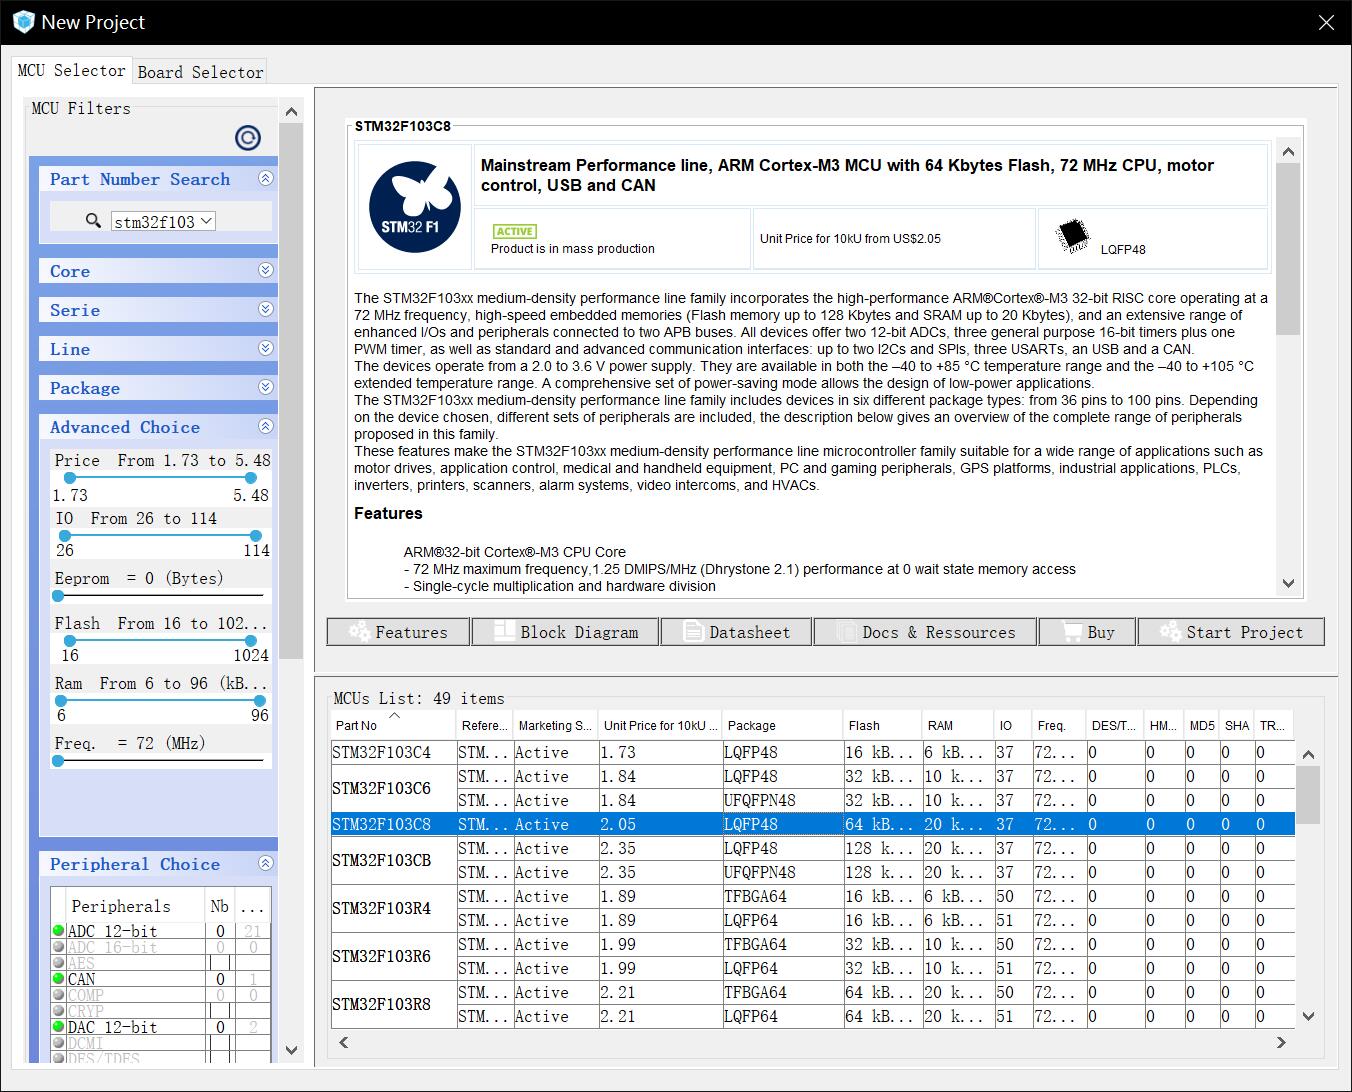 New Project
MCU Selector
Board Selector
MCU Filters
Part Number Search
stm32f103
Core
Serie
Line
Package
Advanced Choice
Price From 1.73 to 5.48
1.73 5.48
IO From 26 to 114
26 114
Eeprom = 0 (Bytes)
Flash From 16 to 102...
16 1024
Ram From 6 to 96 (kB...
6 96
Freq. = 72 (MHz)
Peripheral Choice
Peripherals Nb ...
ADC 12-bit 0 21
ADC 16-bit 0 0
AES
CAN 0 1
COMP 0 0
CRYP
DAC 12-bit 0 2
DCMI
DES/TDES
STM32F103C8
STM32 F1
Mainstream Performance line, ARM Cortex-M3 MCU with 64 Kbytes Flash, 72 MHz CPU, motor
control, USB and CAN
ACTIVE
Product is in mass production
Unit Price for 10kU from US$2.05
LQFP48
The STM32F103xx medium-density performance line family incorporates the high-performance ARM®Cortex®-M3 32-bit RISC core operating at a
72 MHz frequency, high-speed embedded memories (Flash memory up to 128 Kbytes and SRAM up to 20 Kbytes), and an extensive range of
enhanced I/Os and peripherals connected to two APB buses. All devices offer two 12-bit ADCs, three general purpose 16-bit timers plus one
PWM timer, as well as standard and advanced communication interfaces: up to two I2Cs and SPIs, three USARTs, an USB and a CAN.
The devices operate from a 2.0 to 3.6 V power supply. They are available in both the –40 to +85 °C temperature range and the –40 to +105 °C
extended temperature range. A comprehensive set of power-saving mode allows the design of low-power applications.
The STM32F103xx medium-density performance line family includes devices in six different package types: from 36 pins to 100 pins. Depending
on the device chosen, different sets of peripherals are included, the description below gives an overview of the complete range of peripherals
proposed in this family.
These features make the STM32F103xx medium-density performance line microcontroller family suitable for a wide range of applications such as
motor drives, application control, medical and handheld equipment, PC and gaming peripherals, GPS platforms, industrial applications, PLCs,
inverters, printers, scanners, alarm systems, video intercoms, and HVACs.
Features
ARM®32-bit Cortex®-M3 CPU Core
- 72 MHz maximum frequency,1.25 DMIPS/MHz (Dhrystone 2.1) performance at 0 wait state memory access
- Single-cycle multiplication and hardware division
Features Block Diagram Datasheet Docs & Ressources Buy Start Project
MCUs List: 49 items
Part No Refere... Marketing S... Unit Price for 10kU ... Package Flash RAM IO Freq. DES/T... HM... MD5 SHA TR...
STM32F103C4 STM... Active 1.73 LQFP48 16 kB... 6 kB... 37 72... 0 0 0 0 0
STM32F103C6 STM... Active 1.84 LQFP48 32 kB... 10 k... 37 72... 0 0 0 0 0
STM... Active 1.84 UFQFPN48 32 kB... 10 k... 37 72... 0 0 0 0 0
STM32F103C8 STM... Active 2.05 LQFP48 64 kB... 20 k... 37 72... 0 0 0 0 0
STM32F103CB STM... Active 2.35 LQFP48 128 k... 20 k... 37 72... 0 0 0 0 0
STM... Active 2.35 UFQFPN48 128 k... 20 k... 37 72... 0 0 0 0 0
STM32F103R4 STM... Active 1.89 TFBGA64 16 kB... 6 kB... 50 72... 0 0 0 0 0
STM... Active 1.89 LQFP64 16 kB... 6 kB... 51 72... 0 0 0 0 0
STM32F103R6 STM... Active 1.99 TFBGA64 32 kB... 10 k... 50 72... 0 0 0 0 0
STM... Active 1.99 LQFP64 32 kB... 10 k... 51 72... 0 0 0 0 0
STM32F103R8 STM... Active 2.21 TFBGA64 64 kB... 20 k... 50 72... 0 0 0 0 0
STM... Active 2.21 LQFP64 64 kB... 20 k... 51 72... 0 0 0 0 0